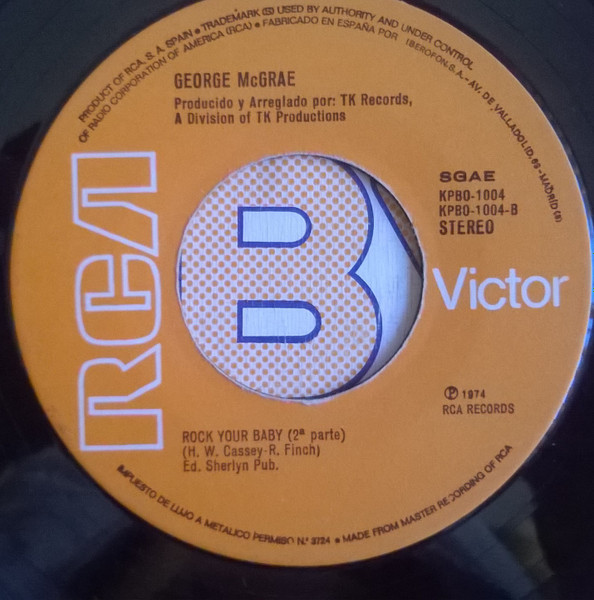 PRODUCT OF RCA, S. A. SPAIN • TRADEMARK (S) USED BY AUTHORITY AND UNDER CONTROL
OF RADIO CORPORATION OF AMERICA (RCA) • FABRICADO EN ESPAÑA POR IBEROFON, S.A. - AV. DE VALLADOLID, - MADRID (8)
GEORGE McGRAE
Producido y Arreglado por: TK Records,
A Division of TK Productions
SGAE
KPBO-1004
KPBO-1004-B
STEREO
RCA
B
Victor
Ⓟ 1974
RCA RECORDS
ROCK YOUR BABY (2ª parte)
(H. W. Cassey-R. Finch)
Ed. Sherlyn Pub.
IMPUESTO DE LUJO A METALICO PERMISO N.º 3724 • MADE FROM MASTER RECORDING OF RCA